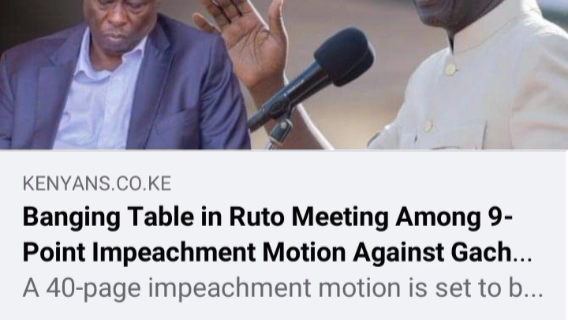 KENYANS.CO.KE
Banging Table in Ruto Meeting Among 9-
Point Impeachment Motion Against Gach...
A 40-page impeachment motion is set to b...